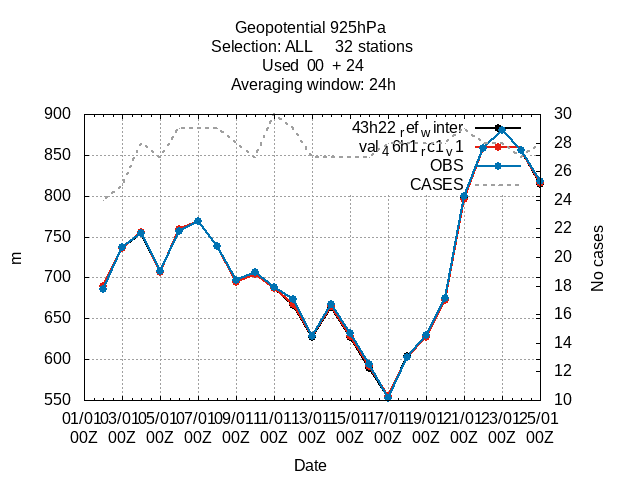 Geopotential 925hPa
Selection: ALL 32 stations
Used 00 + 24
Averaging window: 24h
900 30
43h22_ref_winter
val_46h1_rc1_v1
OBS
CASES
850 28
800 26
750 24
700 22
650 20
600 18
550 16
14
12
10
m
No cases
01/01 03/01 05/01 07/01 09/01 11/01 13/01 15/01 17/01 19/01 21/01 23/01 25/01
00Z 00Z 00Z 00Z 00Z 00Z 00Z 00Z 00Z 00Z 00Z 00Z 00Z
Date